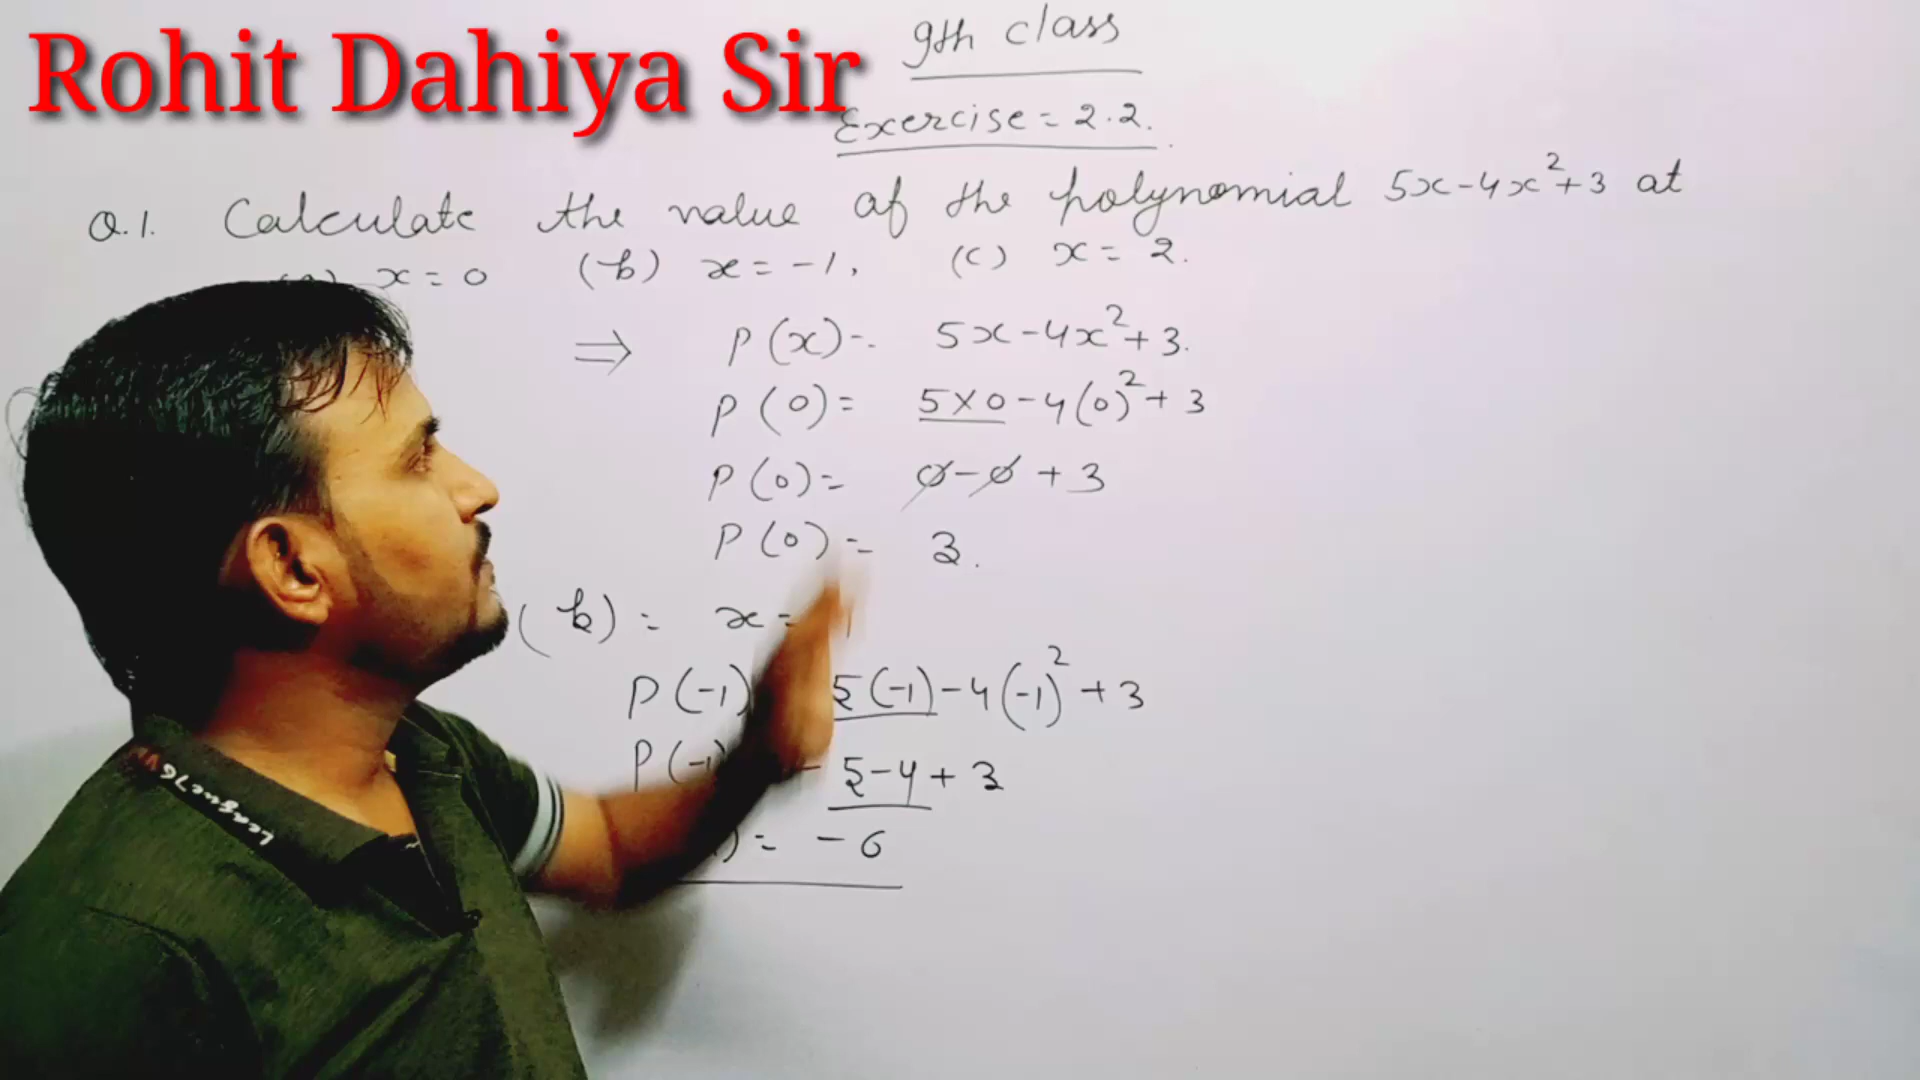 Rohit Dahiya Sir
9th class
Exercise = 2.2.
Q.1. Calculate the value of the polynomial 5x-4x²+3 at
x = 0 (b) x = -1, (c) x = 2.
⇒ P(x) = 5x-4x²+3.
P(0) = 5×0-4(0)²+3
P(0) = 0-0+3
P(0) = 3.
(b) = x =
P(-1) 5(-1)-4(-1)²+3
P(-1) - 5-4+3
) = -6
League76